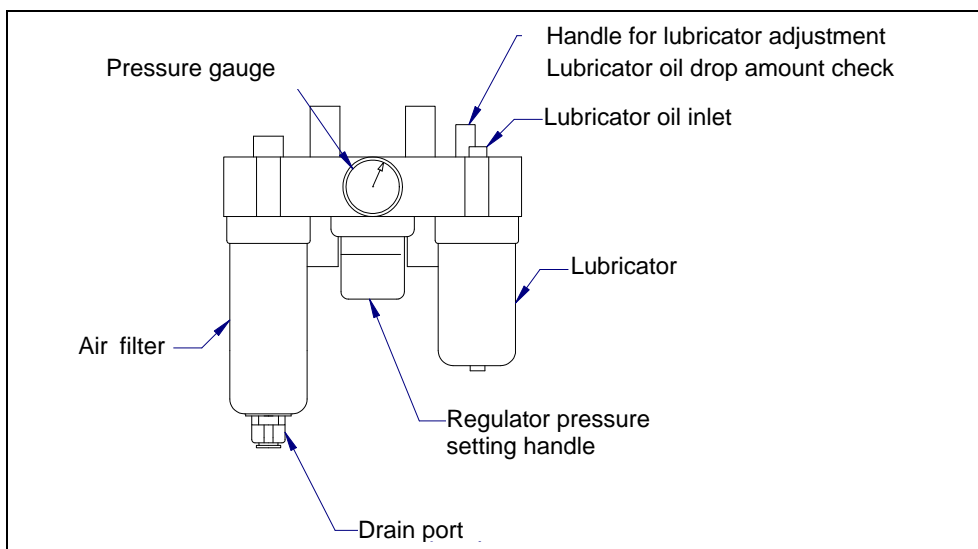 Handle for lubricator adjustment
Pressure gauge
Lubricator oil drop amount check
Lubricator oil inlet
Lubricator
Air filter
Regulator pressure
setting handle
Drain port